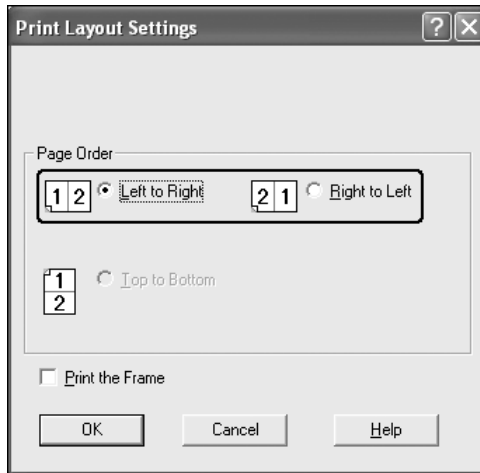 Print Layout Settings
Page Order
1 2 Left to Right 2 1 Right to Left
1
2
Top to Bottom
Print the Frame
OK Cancel Help